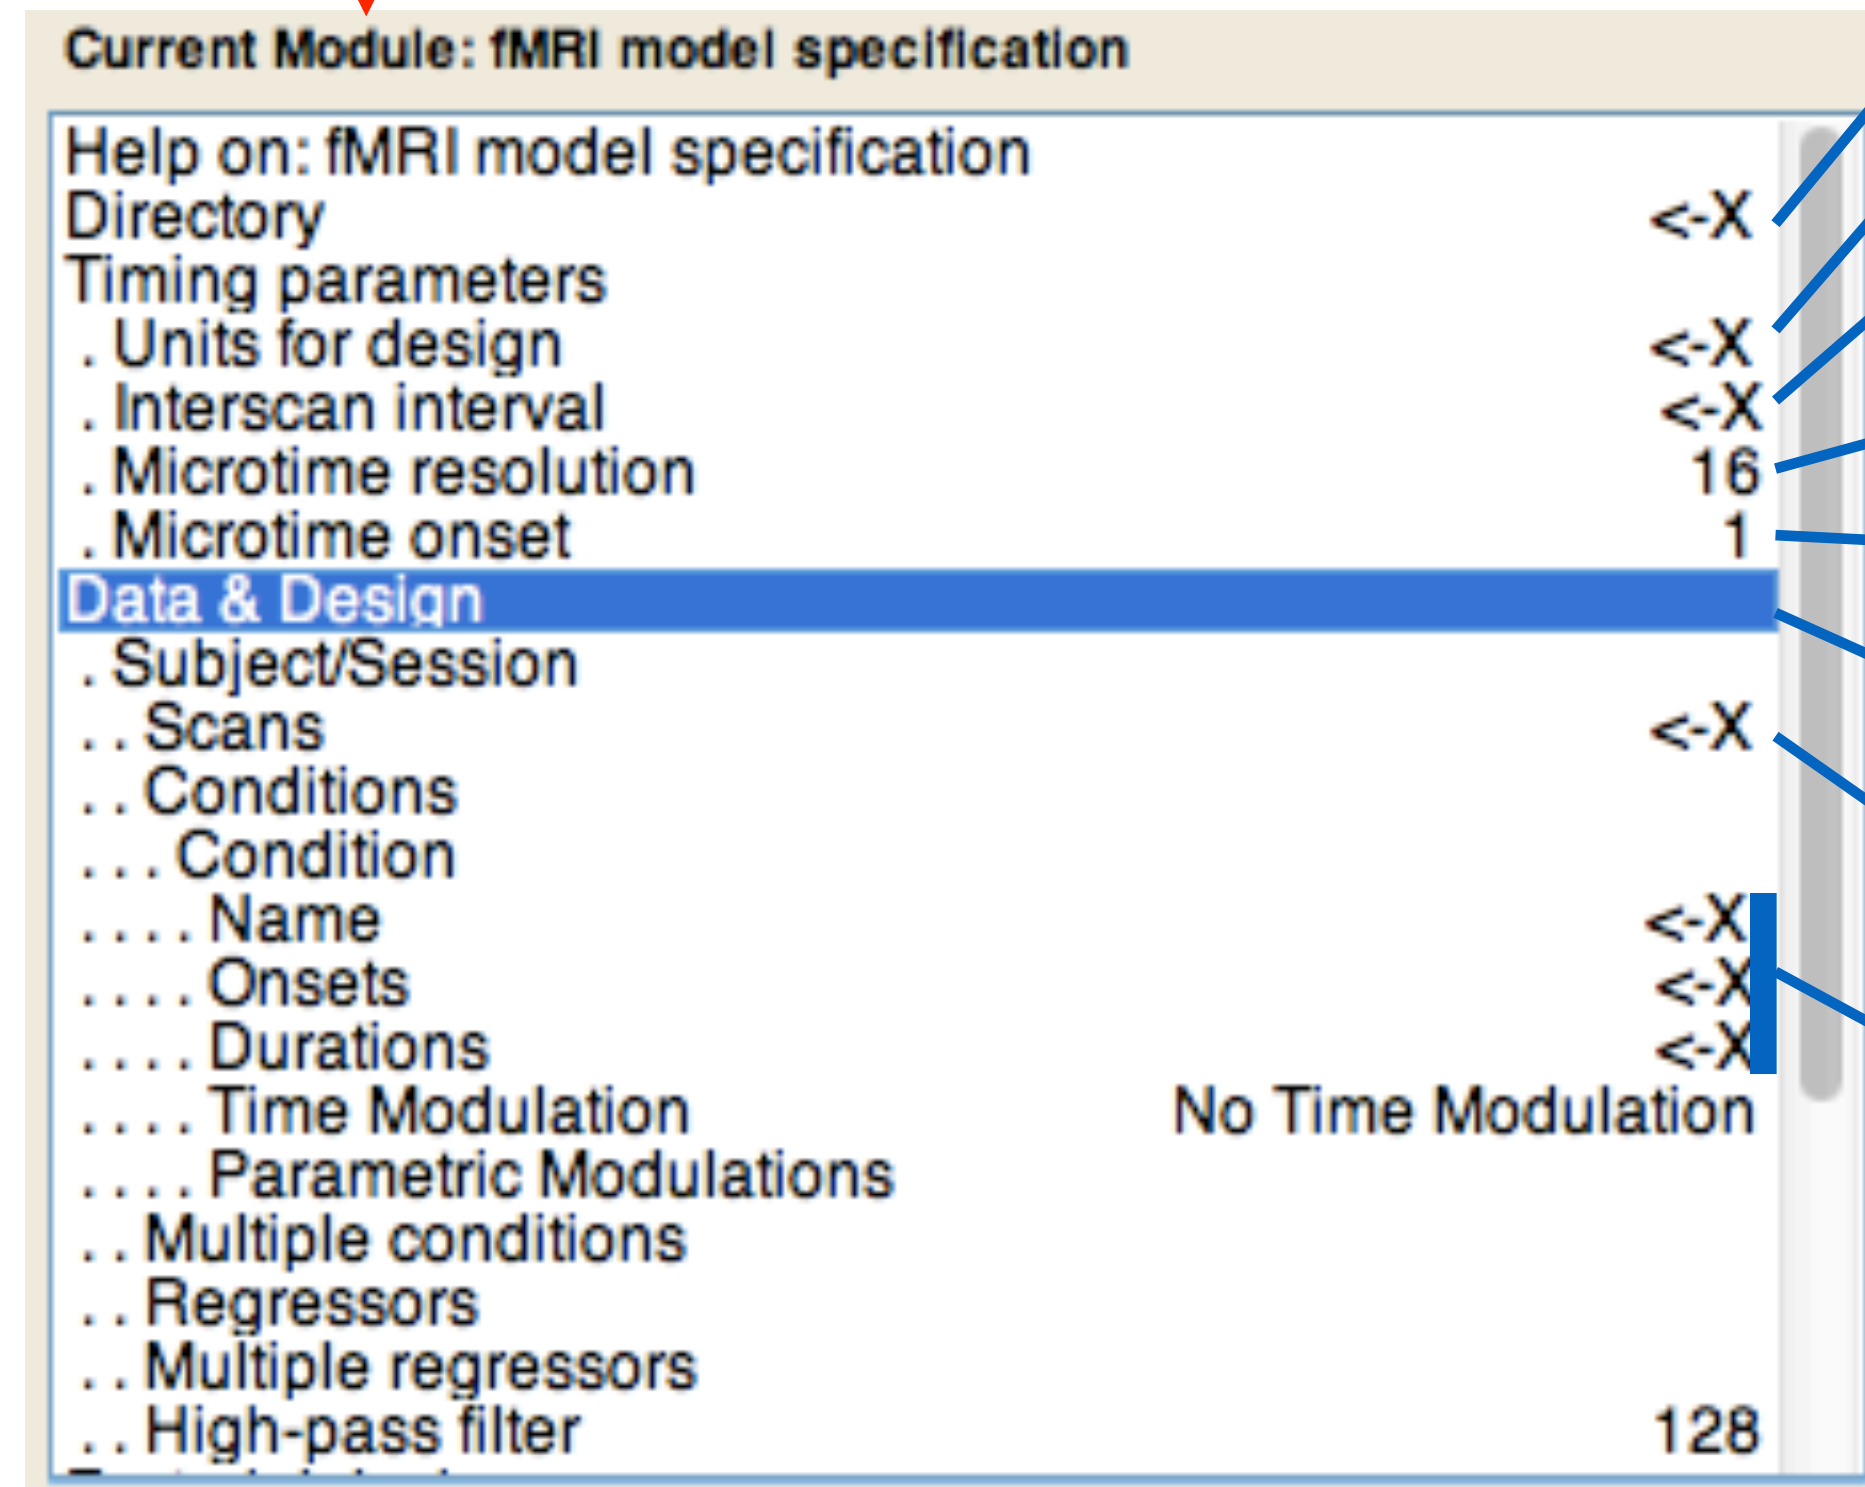 Current Module: fMRI model specification
Help on: fMRI model specification
Directory <-X
Timing parameters
. Units for design <-X
. Interscan interval <-X
. Microtime resolution 16
. Microtime onset 1
Data & Design
. Subject/Session
. . Scans <-X
. . Conditions
. . . Condition
. . . . Name <-X
. . . . Onsets <-X
. . . . Durations <-X
. . . . Time Modulation No Time Modulation
. . . . Parametric Modulations
. . Multiple conditions
. . Regressors
. . Multiple regressors
. . High-pass filter 128